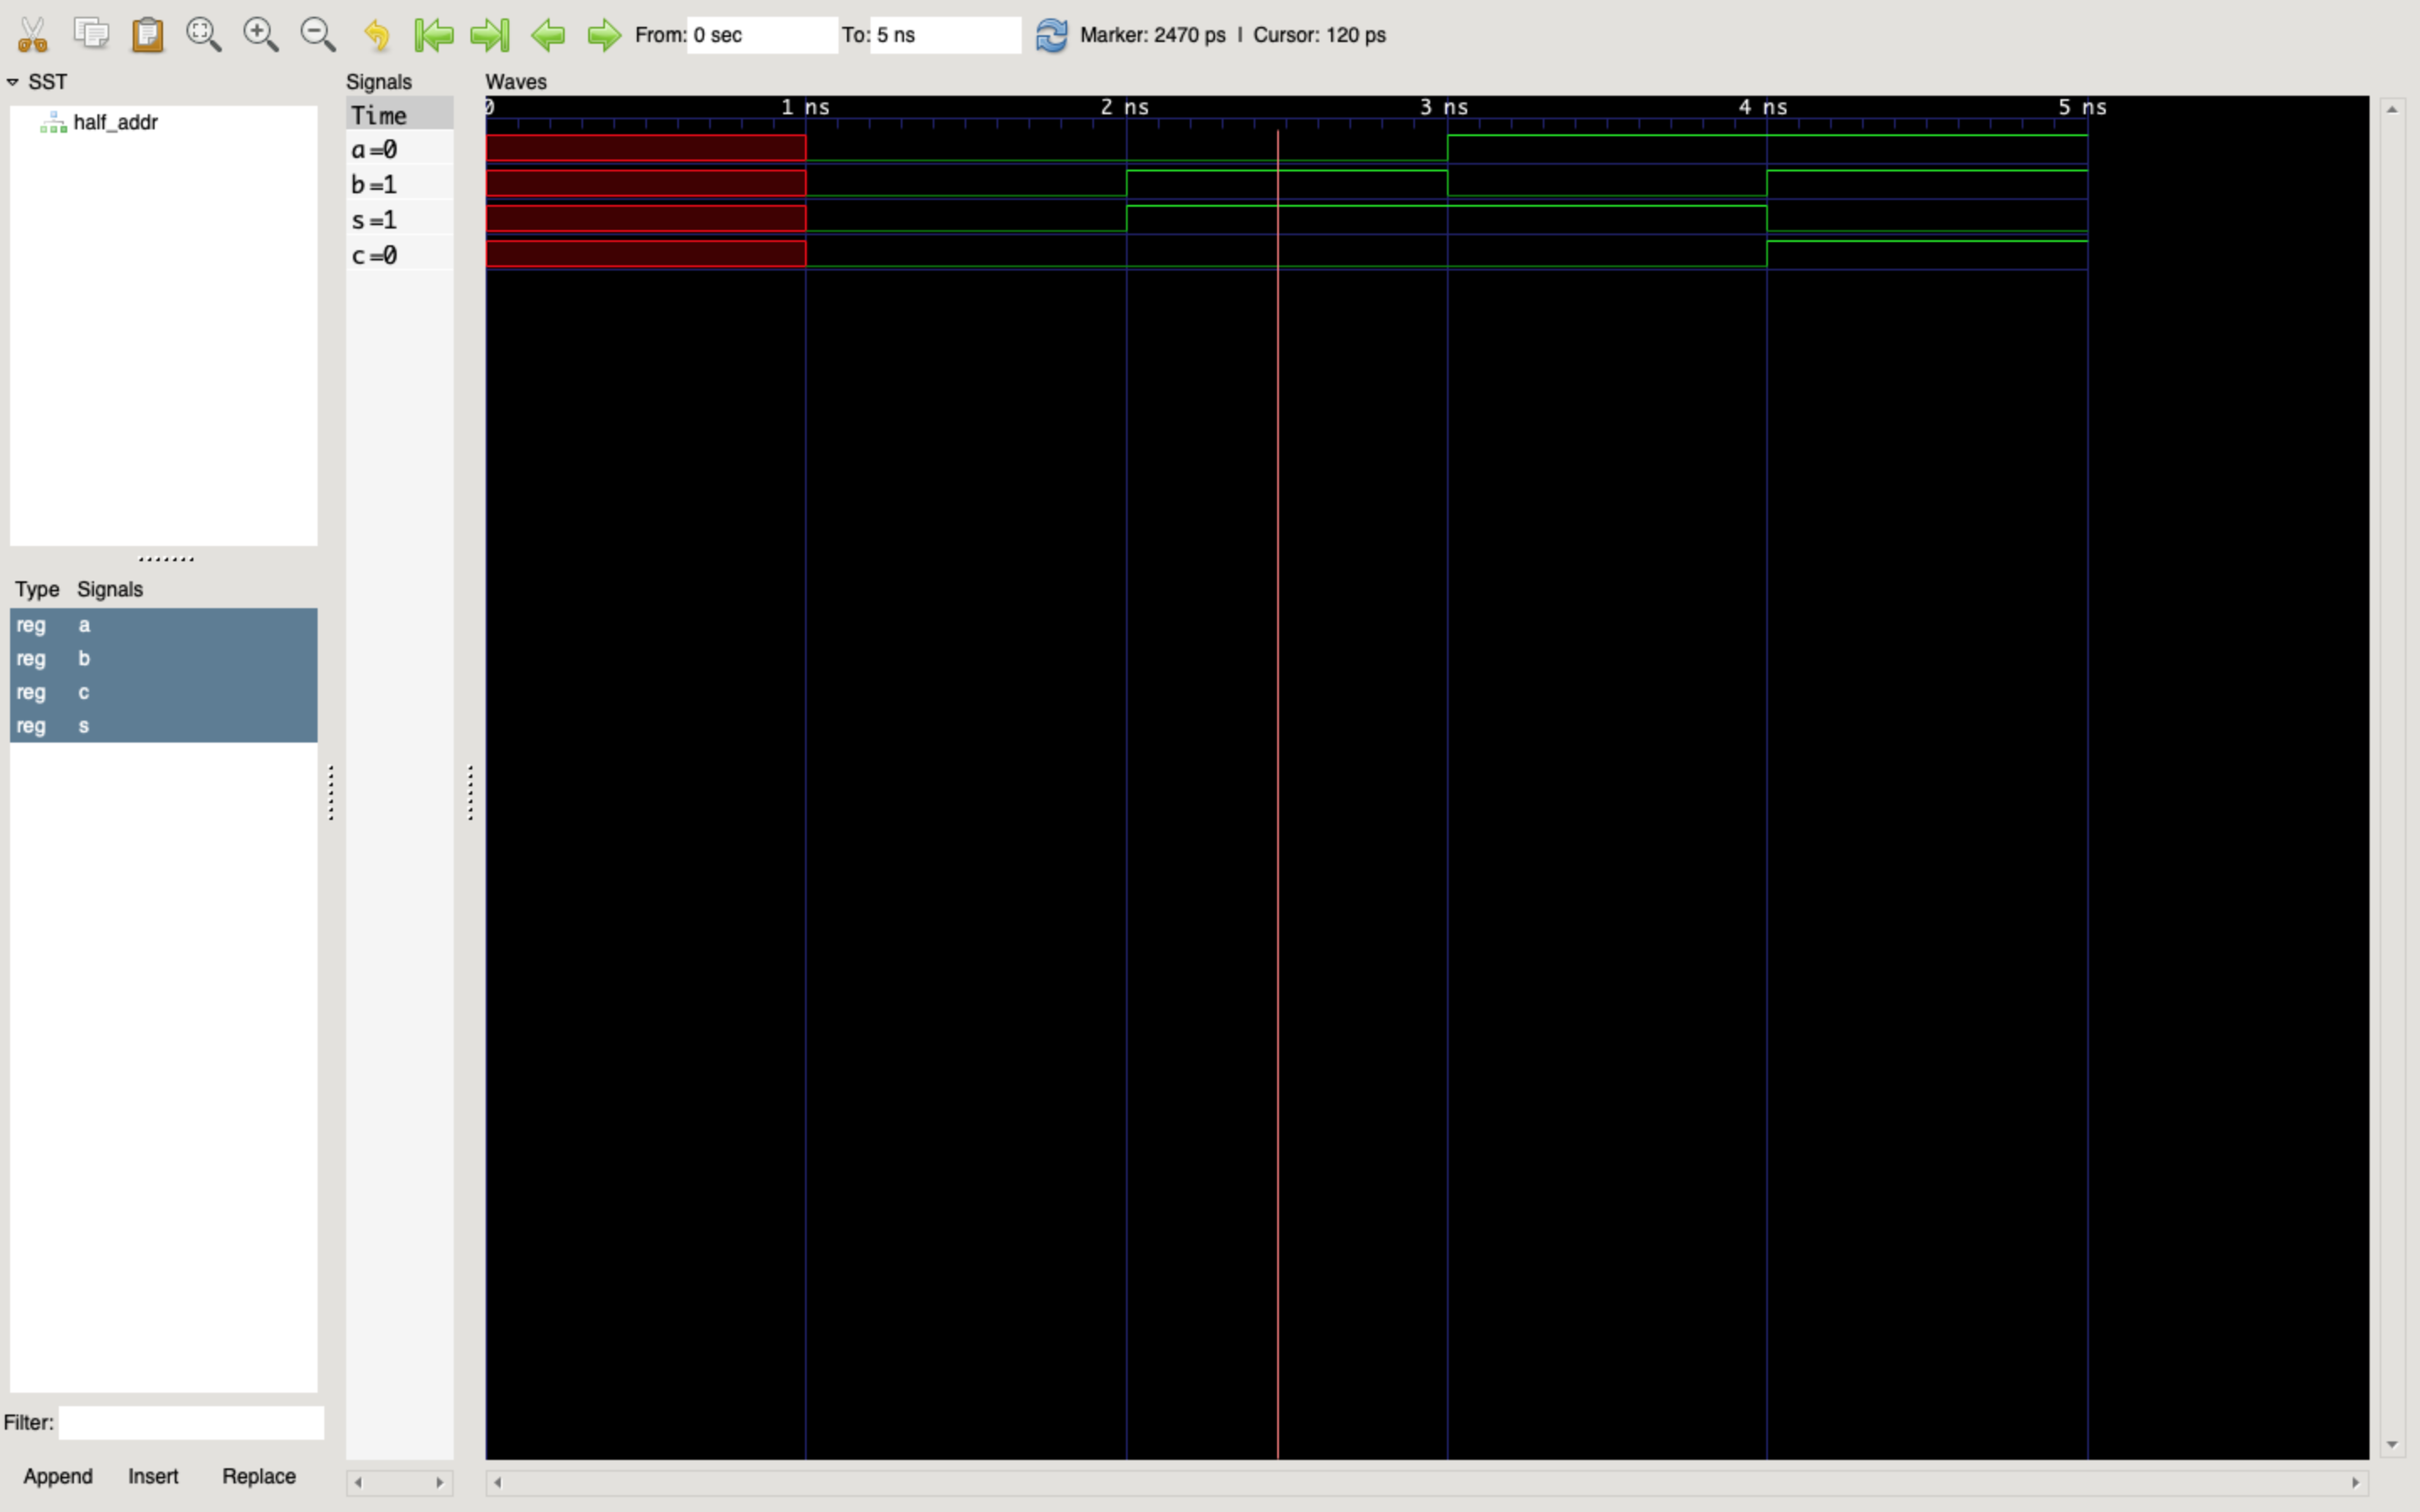 From: 0 sec To: 5 ns Marker: 2470 ps | Cursor: 120 ps
SST
half_addr
Type Signals
reg a
reg b
reg c
reg s
Filter:
Append Insert Replace
Signals
Time
a=0
b=1
s=1
c=0
Waves
0 1 ns 2 ns 3 ns 4 ns 5 ns